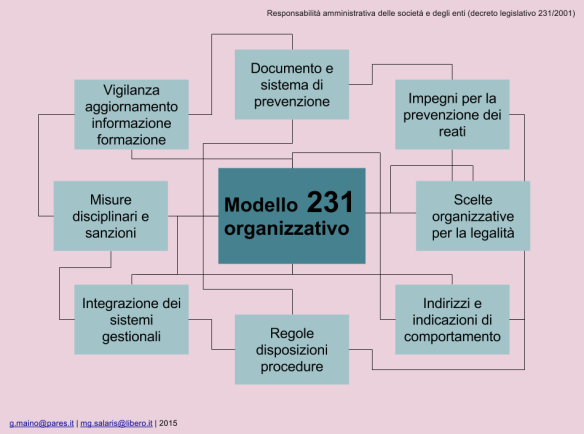 Responsabilità amministrativa delle società e degli enti (decreto legislativo 231/2001)
Documento e
sistema di
prevenzione
Vigilanza
aggiornamento
informazione
formazione
Impegni per la
prevenzione dei
reati
Misure
disciplinari e
sanzioni
Modello 231
organizzativo
Scelte
organizzative
per la legalità
Integrazione dei
sistemi
gestionali
Regole
disposizioni
procedure
Indirizzi e
indicazioni di
comportamento
g.maino@pares.it | mg.salaris@libero.it | 2015